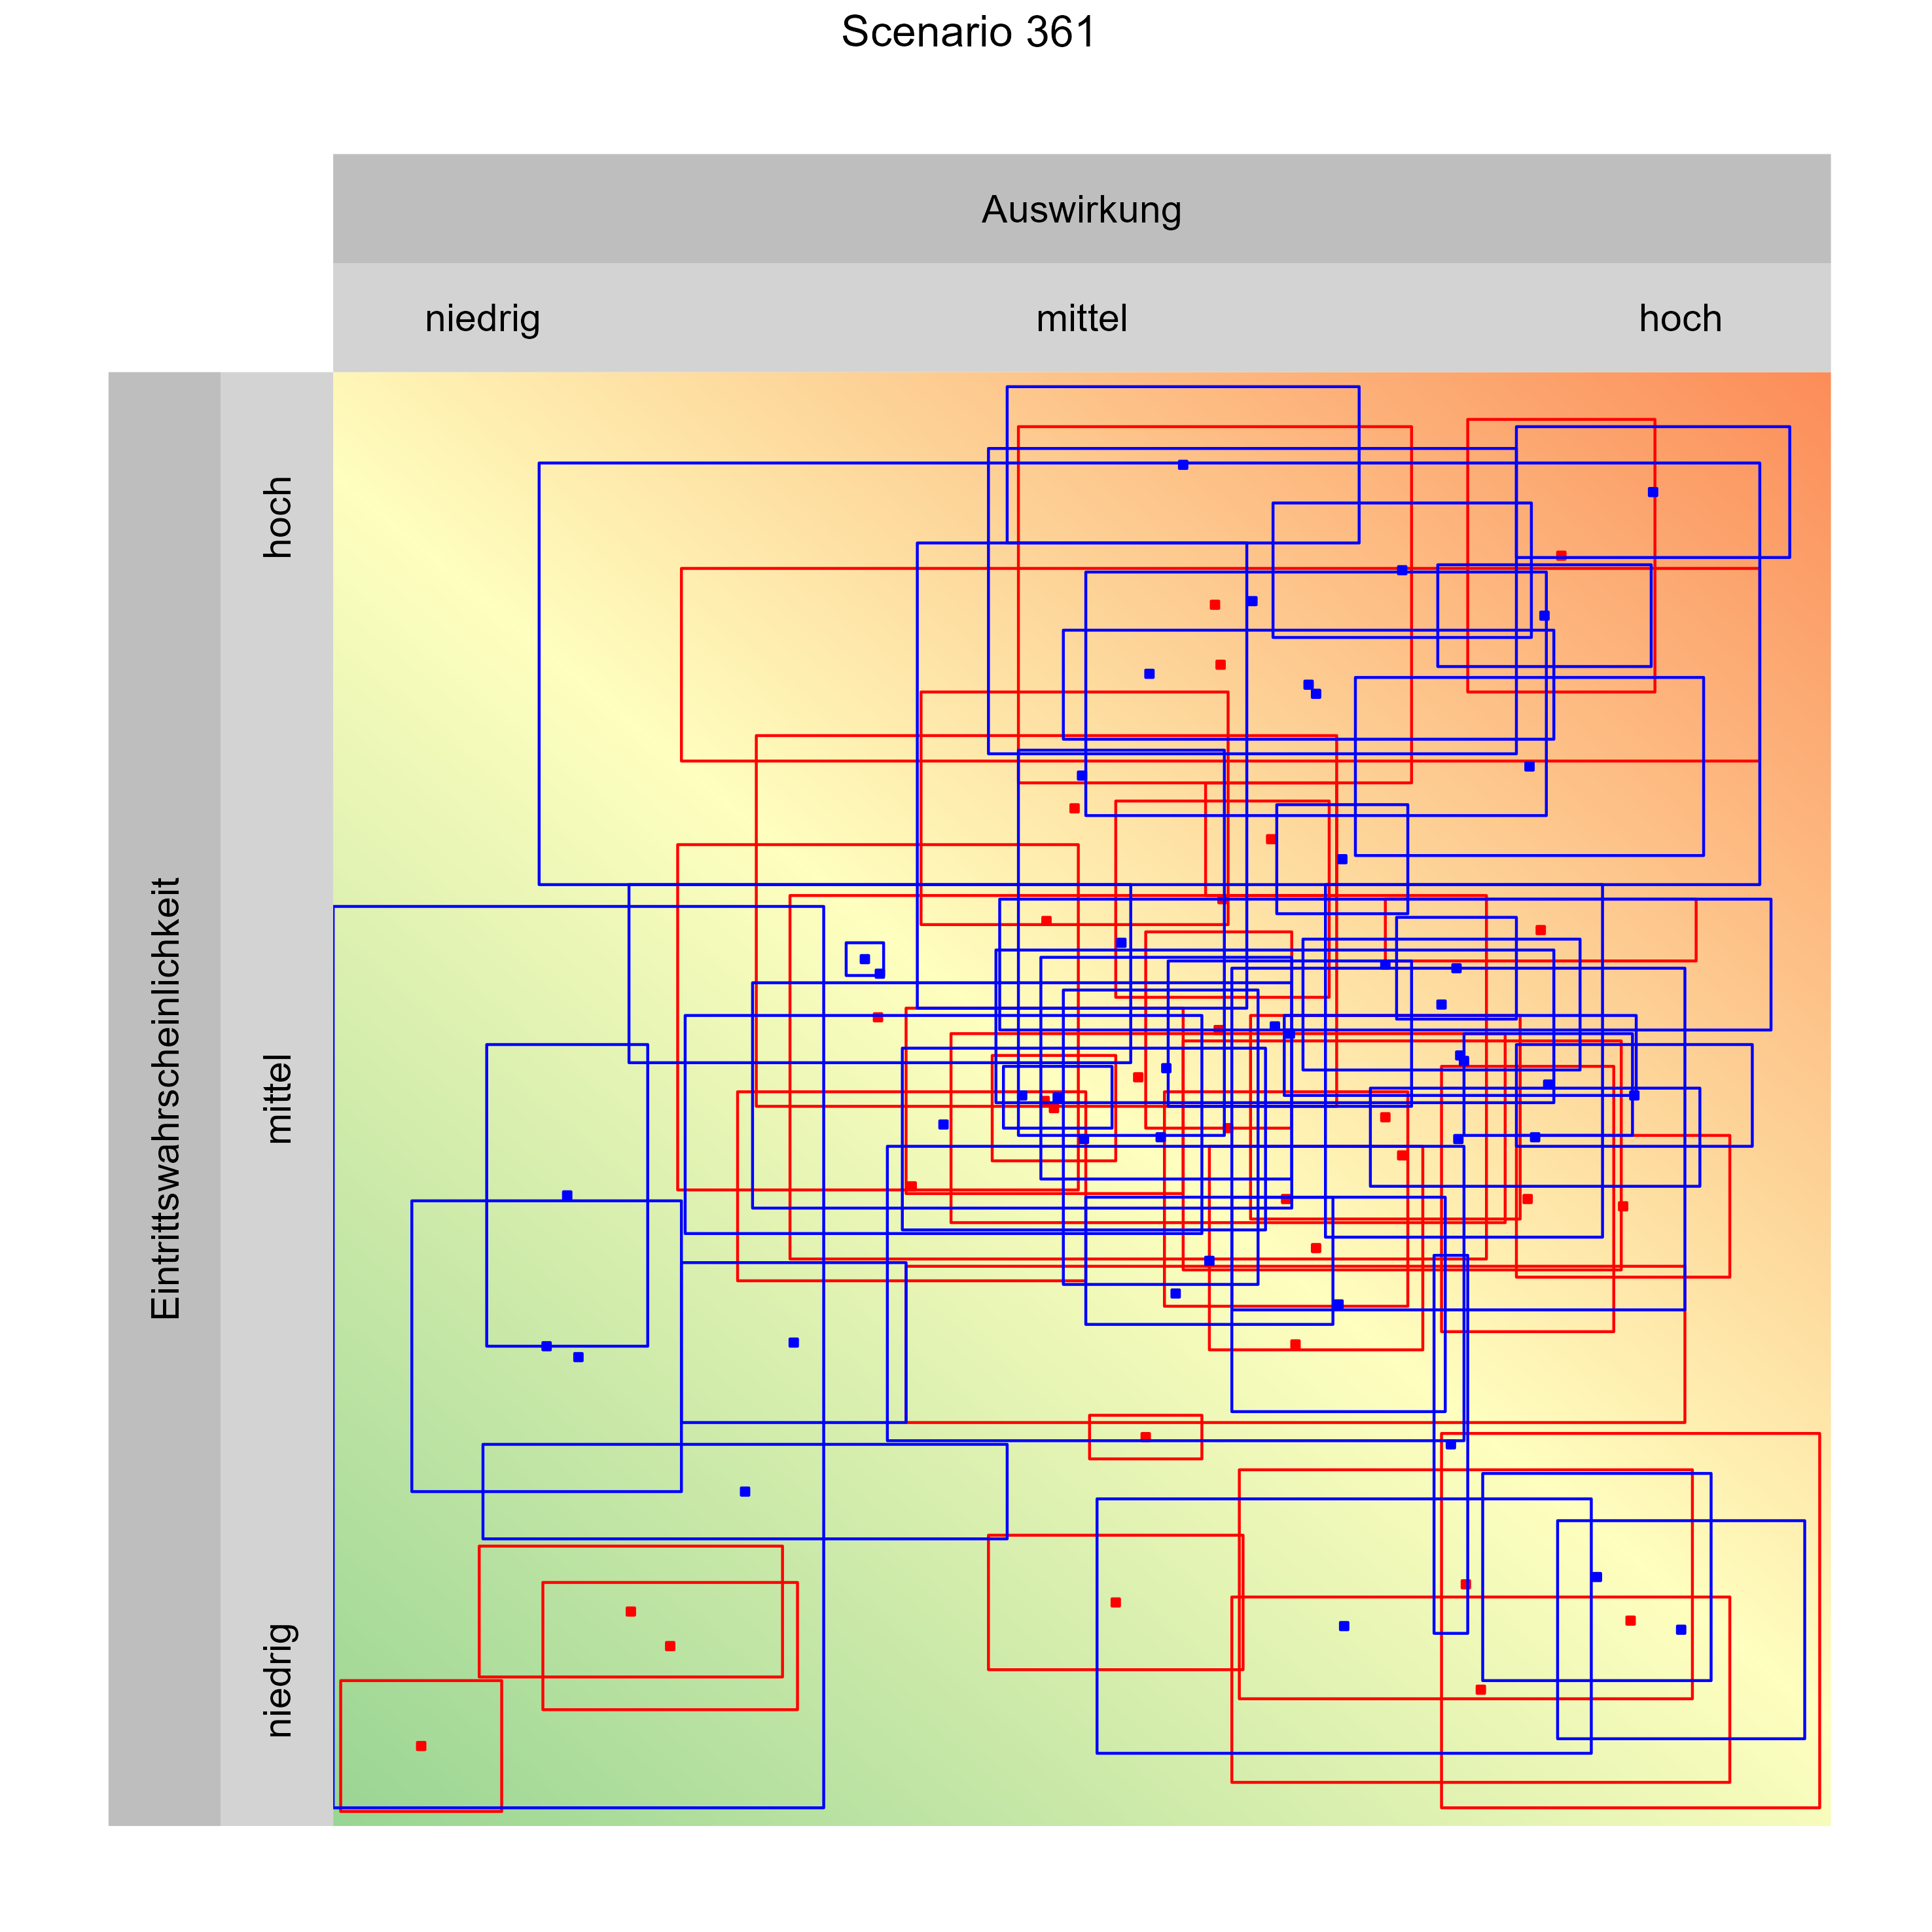 Scenario 361
Auswirkung
niedrig
mittel
hoch
Eintrittswahrscheinlichkeit
hoch
mittel
niedrig